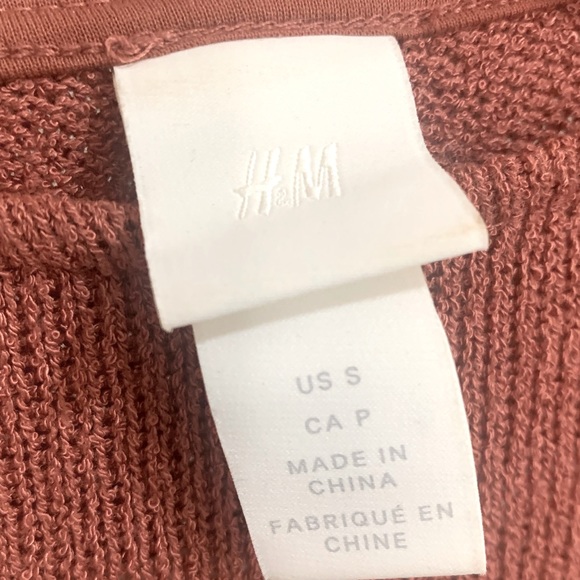 H&M
US S
CA P
MADE IN
CHINA
FABRIQUÉ EN
CHINE